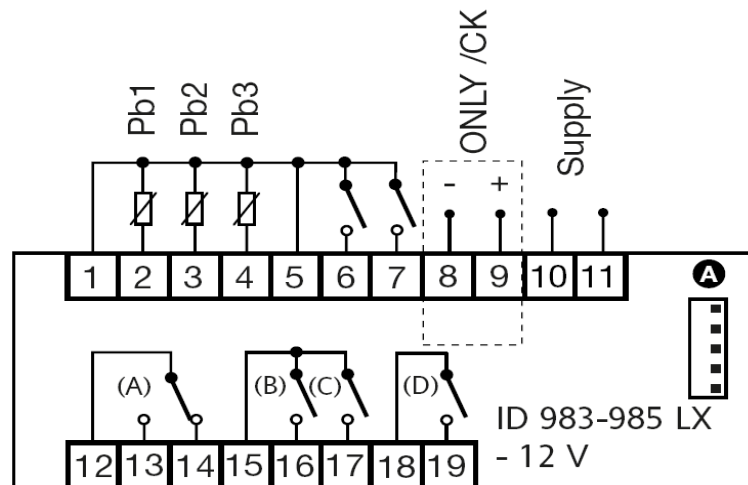 Pb1
Pb2
Pb3
ONLY /CK
Supply
- +
1 2 3 4 5 6 7 8 9 10 11
A
(A) (B) (C) (D)
ID 983-985 LX
- 12 V
12 13 14 15 16 17 18 19